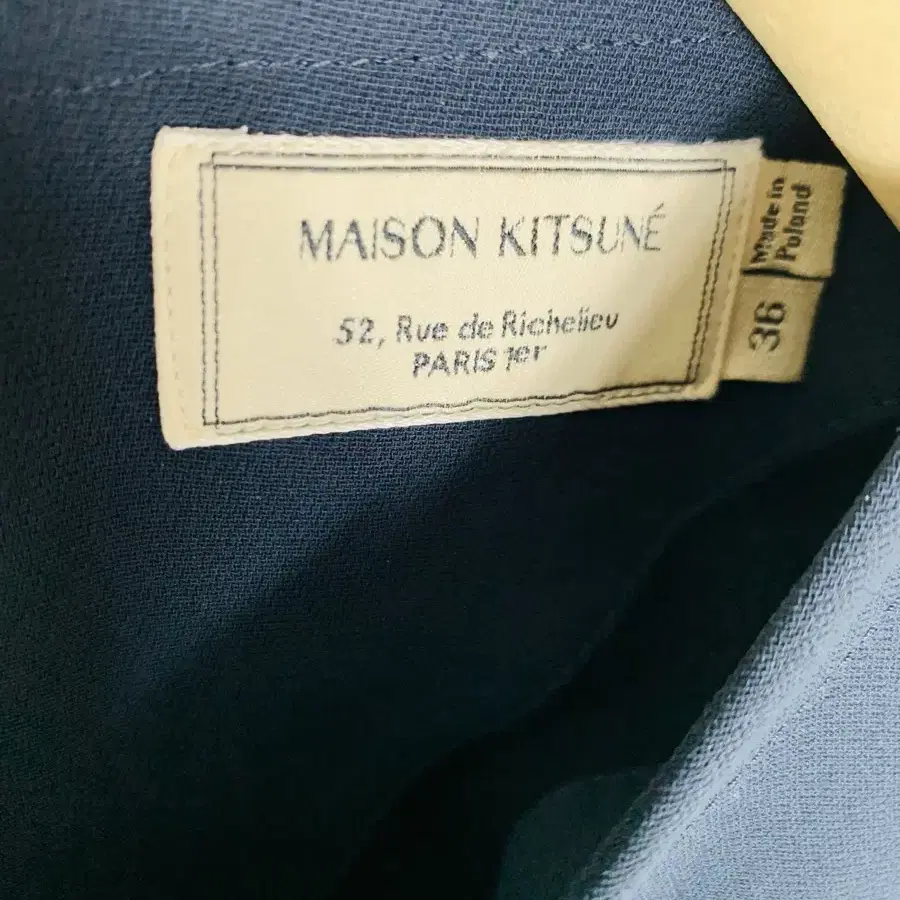 MAISON KITSUNÉ
52, Rue de Richelieu
PARIS 1er
Made in
Poland
36